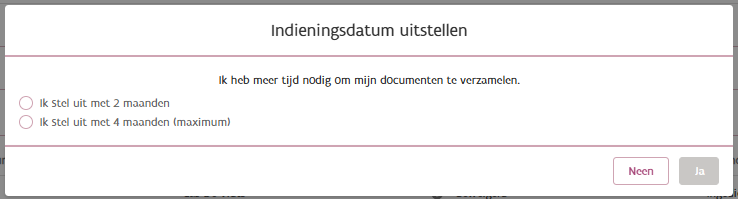 Indieningsdatum uitstellen
Ik heb meer tijd nodig om mijn documenten te verzamelen.
Ik stel uit met 2 maanden
Ik stel uit met 4 maanden (maximum)
Neen
Ja